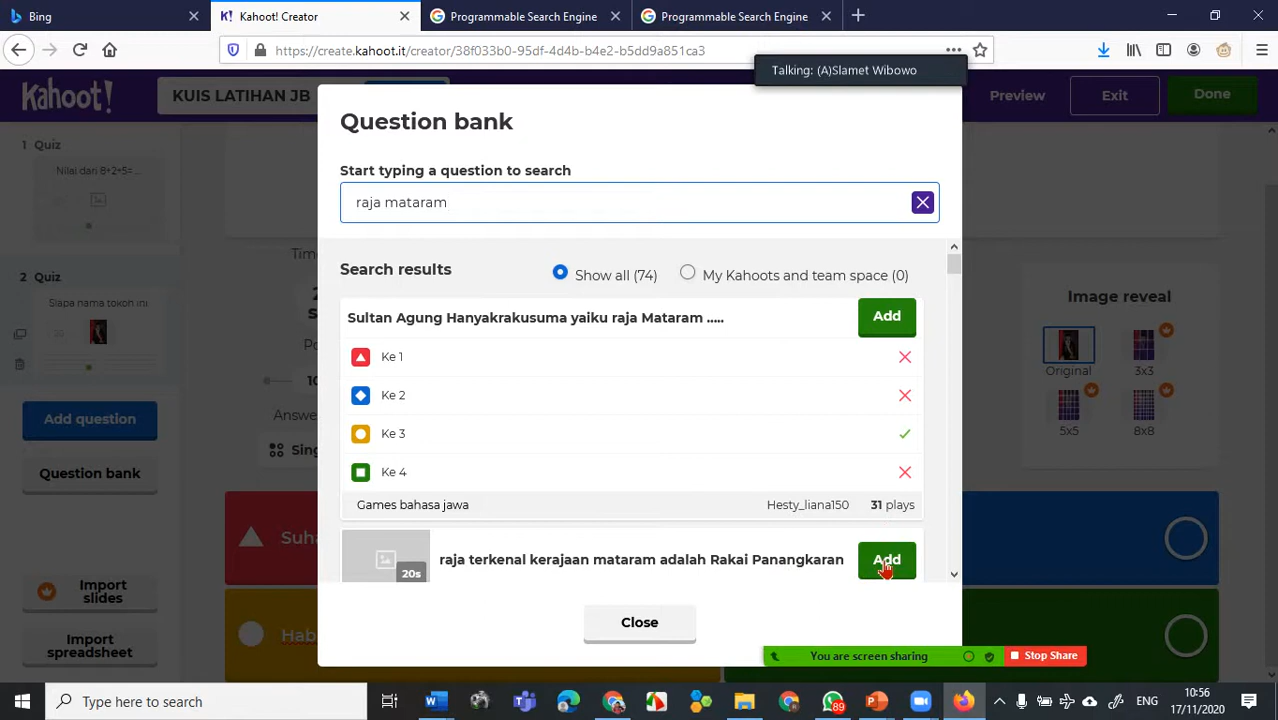 Bing
Kahoot! Creator
Programmable Search Engine
Programmable Search Engine
https://create.kahoot.it/creator/38f033b0-95df-4d4b-b4e2-b5dd9a851ca3
Talking: (A)Slamet Wibowo
Kahoot!
KUIS LATIHAN JB
Preview
Exit
Done
Question bank
Start typing a question to search
raja mataram
Search results
Show all (74)
My Kahoots and team space (0)
Sultan Agung Hanyakrakusuma yaiku raja Mataram .....
Add
Ke 1
Ke 2
Ke 3
Ke 4
Games bahasa jawa
Hesty_liana150
31 plays
20s
raja terkenal kerajaan mataram adalah Rakai Panangkaran
Add
Close
1 Quiz
Nilai dari 8+2+5=...
2 Quiz
Siapa nama tokoh ini
Add question
Question bank
Import slides
Import spreadsheet
Image reveal
Original
3x3
5x5
8x8
You are screen sharing
Stop Share
Type here to search
89
ENG
10:56
17/11/2020